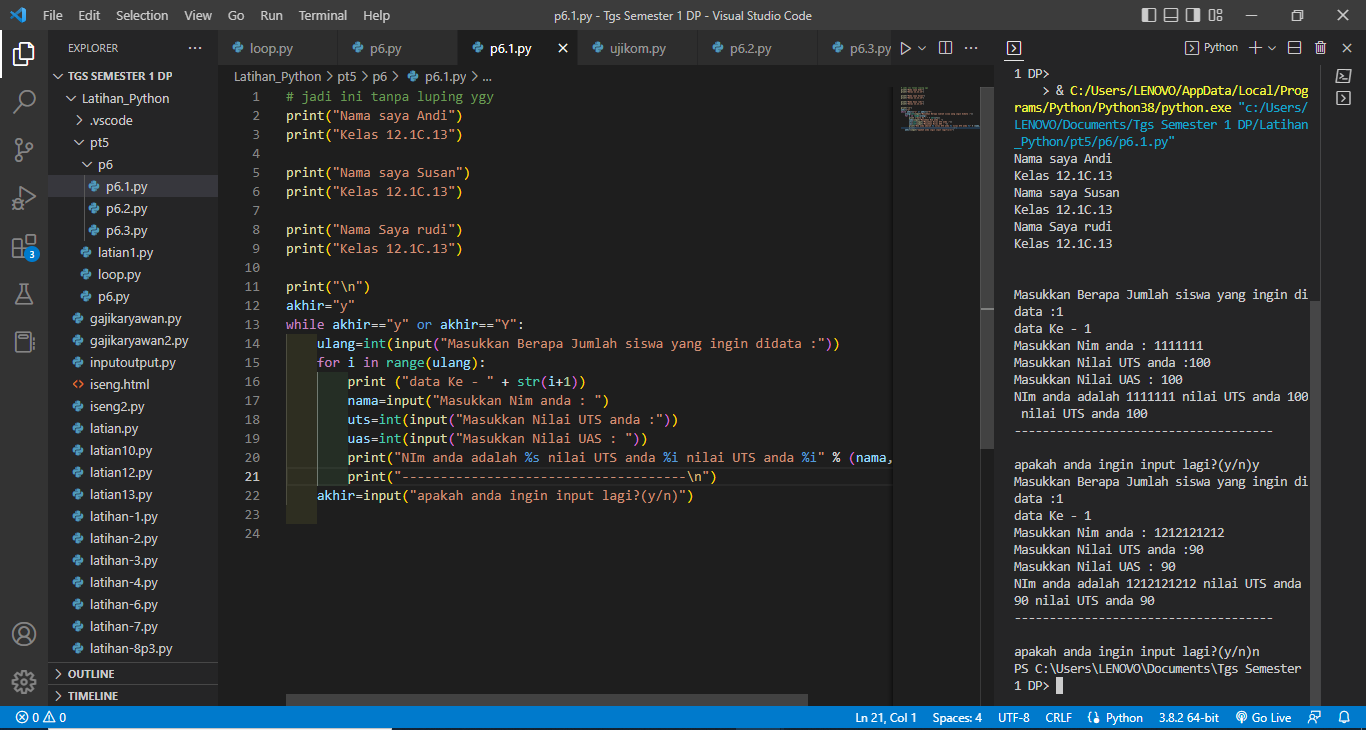 File Edit Selection View Go Run Terminal Help
p6.1.py - Tgs Semester 1 DP - Visual Studio Code
EXPLORER
TGS SEMESTER 1 DP
Latihan_Python
.vscode
pt5
p6
p6.1.py
p6.2.py
p6.3.py
latian1.py
loop.py
p6.py
gajikaryawan.py
gajikaryawan2.py
inputoutput.py
iseng.html
iseng2.py
latian.py
latian10.py
latian12.py
latian13.py
latihan-1.py
latihan-2.py
latihan-3.py
latihan-4.py
latihan-6.py
latihan-7.py
latihan-8p3.py
OUTLINE
TIMELINE
3
loop.py p6.py p6.1.py ujikom.py p6.2.py p6.3.py
Latihan_Python > pt5 > p6 > p6.1.py > ...
1 # jadi ini tanpa luping ygy
2 print("Nama saya Andi")
3 print("Kelas 12.1C.13")
4
5 print("Nama saya Susan")
6 print("Kelas 12.1C.13")
7
8 print("Nama Saya rudi")
9 print("Kelas 12.1C.13")
10
11 print("\n")
12 akhir="y"
13 while akhir=="y" or akhir=="Y":
14 ulang=int(input("Masukkan Berapa Jumlah siswa yang ingin didata :"))
15 for i in range(ulang):
16 print ("data Ke - " + str(i+1))
17 nama=input("Masukkan Nim anda : ")
18 uts=int(input("Masukkan Nilai UTS anda :"))
19 uas=int(input("Masukkan Nilai UAS : "))
20 print("NIm anda adalah %s nilai UTS anda %i nilai UTS anda %i" % (nama,
21 print("-------------------------------------\n")
22 akhir=input("apakah anda ingin input lagi?(y/n)")
23
24
Python
1 DP>
> & C:/Users/LENOVO/AppData/Local/Prog
rams/Python/Python38/python.exe "c:/Users/
LENOVO/Documents/Tgs Semester 1 DP/Latihan
_Python/pt5/p6/p6.1.py"
Nama saya Andi
Kelas 12.1C.13
Nama saya Susan
Kelas 12.1C.13
Nama Saya rudi
Kelas 12.1C.13
Masukkan Berapa Jumlah siswa yang ingin di
data :1
data Ke - 1
Masukkan Nim anda : 1111111
Masukkan Nilai UTS anda :100
Masukkan Nilai UAS : 100
NIm anda adalah 1111111 nilai UTS anda 100
nilai UTS anda 100
-------------------------------------
apakah anda ingin input lagi?(y/n)y
Masukkan Berapa Jumlah siswa yang ingin di
data :1
data Ke - 1
Masukkan Nim anda : 1212121212
Masukkan Nilai UTS anda :90
Masukkan Nilai UAS : 90
NIm anda adalah 1212121212 nilai UTS anda
90 nilai UTS anda 90
-------------------------------------
apakah anda ingin input lagi?(y/n)n
PS C:\Users\LENOVO\Documents\Tgs Semester
1 DP>
0 0 Ln 21, Col 1 Spaces: 4 UTF-8 CRLF Python 3.8.2 64-bit Go Live